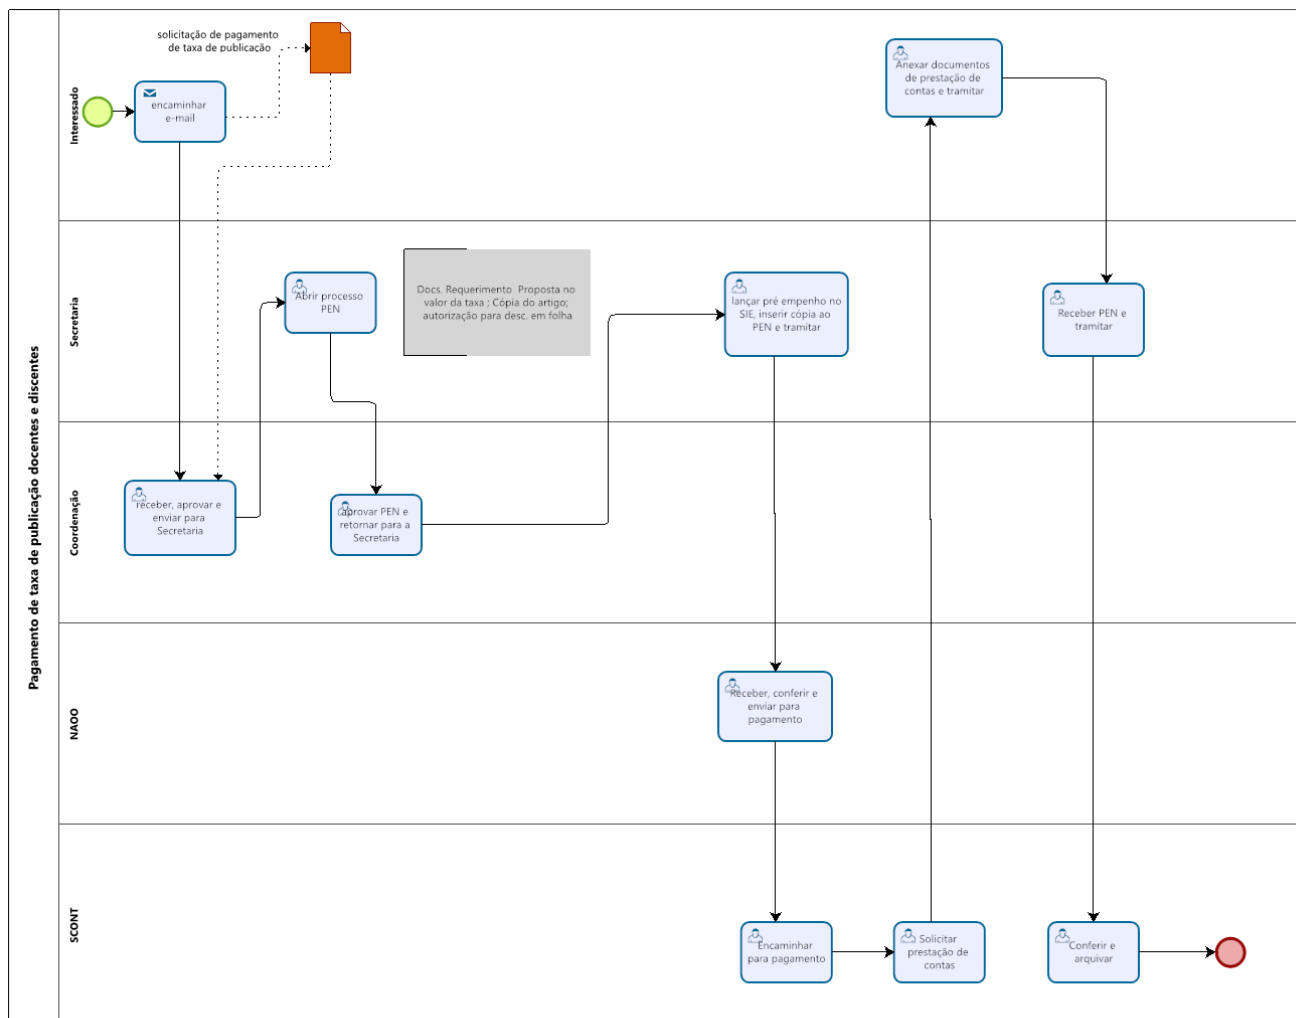 Pagamento de taxa de publicação docentes e discentes
Interessado
solicitação de pagamento
de taxa de publicação
encaminhar
e-mail
Anexar documentos
de prestação de
contas e tramitar
Secretaria
Abrir processo
PEN
Docs. Requerimento  Proposta no
valor da taxa ; Cópia do artigo;
autorização para desc. em folha
lançar pré empenho no
SIE, inserir cópia ao
PEN e tramitar
Receber PEN e
tramitar
Coordenação
receber, aprovar e
enviar para
Secretaria
aprovar PEN e
retornar para a
Secretaria
NAOO
Receber, conferir e
enviar para
pagamento
SCONT
Encaminhar
para pagamento
Solicitar
prestação de
contas
Conferir e
arquivar